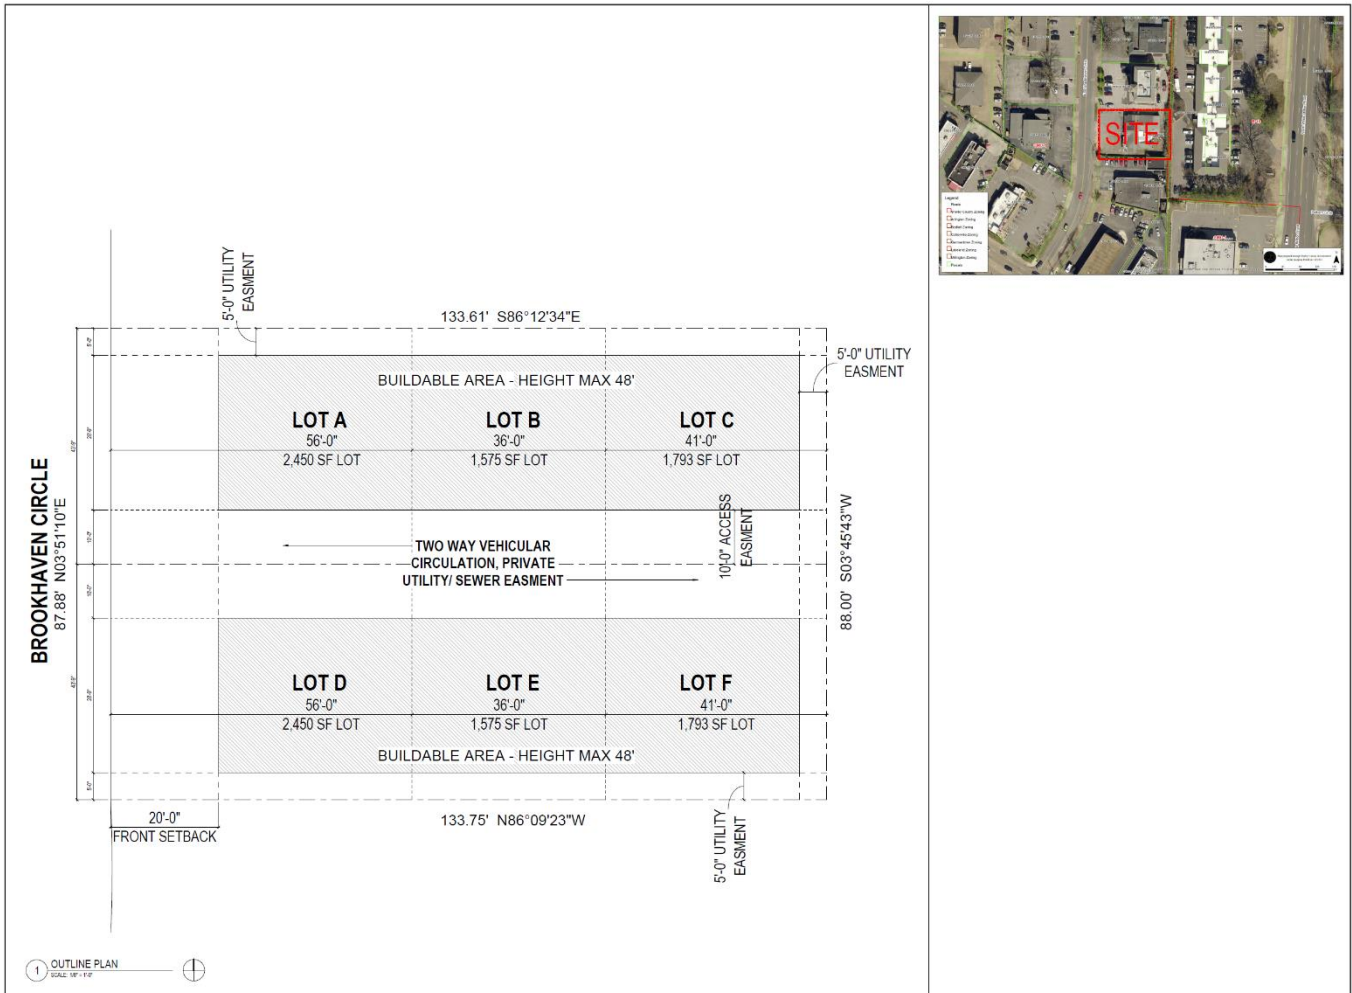 SITE
Legend
5'-0" UTILITY
EASMENT
133.61' S86°12'34"E
5'-0" UTILITY
EASMENT
BUILDABLE AREA - HEIGHT MAX 48'
LOT A
56'-0"
2,450 SF LOT
LOT B
36'-0"
1,575 SF LOT
LOT C
41'-0"
1,793 SF LOT
BROOKHAVEN CIRCLE
87.88' N03°51'10"E
10'-0" ACCESS
EASMENT
88.00' S03°45'43"W
TWO WAY VEHICULAR
CIRCULATION, PRIVATE
UTILITY/ SEWER EASMENT
LOT D
56'-0"
2,450 SF LOT
LOT E
36'-0"
1,575 SF LOT
LOT F
41'-0"
1,793 SF LOT
BUILDABLE AREA - HEIGHT MAX 48'
20'-0"
FRONT SETBACK
133.75' N86°09'23"W
5'-0" UTILITY
EASMENT
1
OUTLINE PLAN